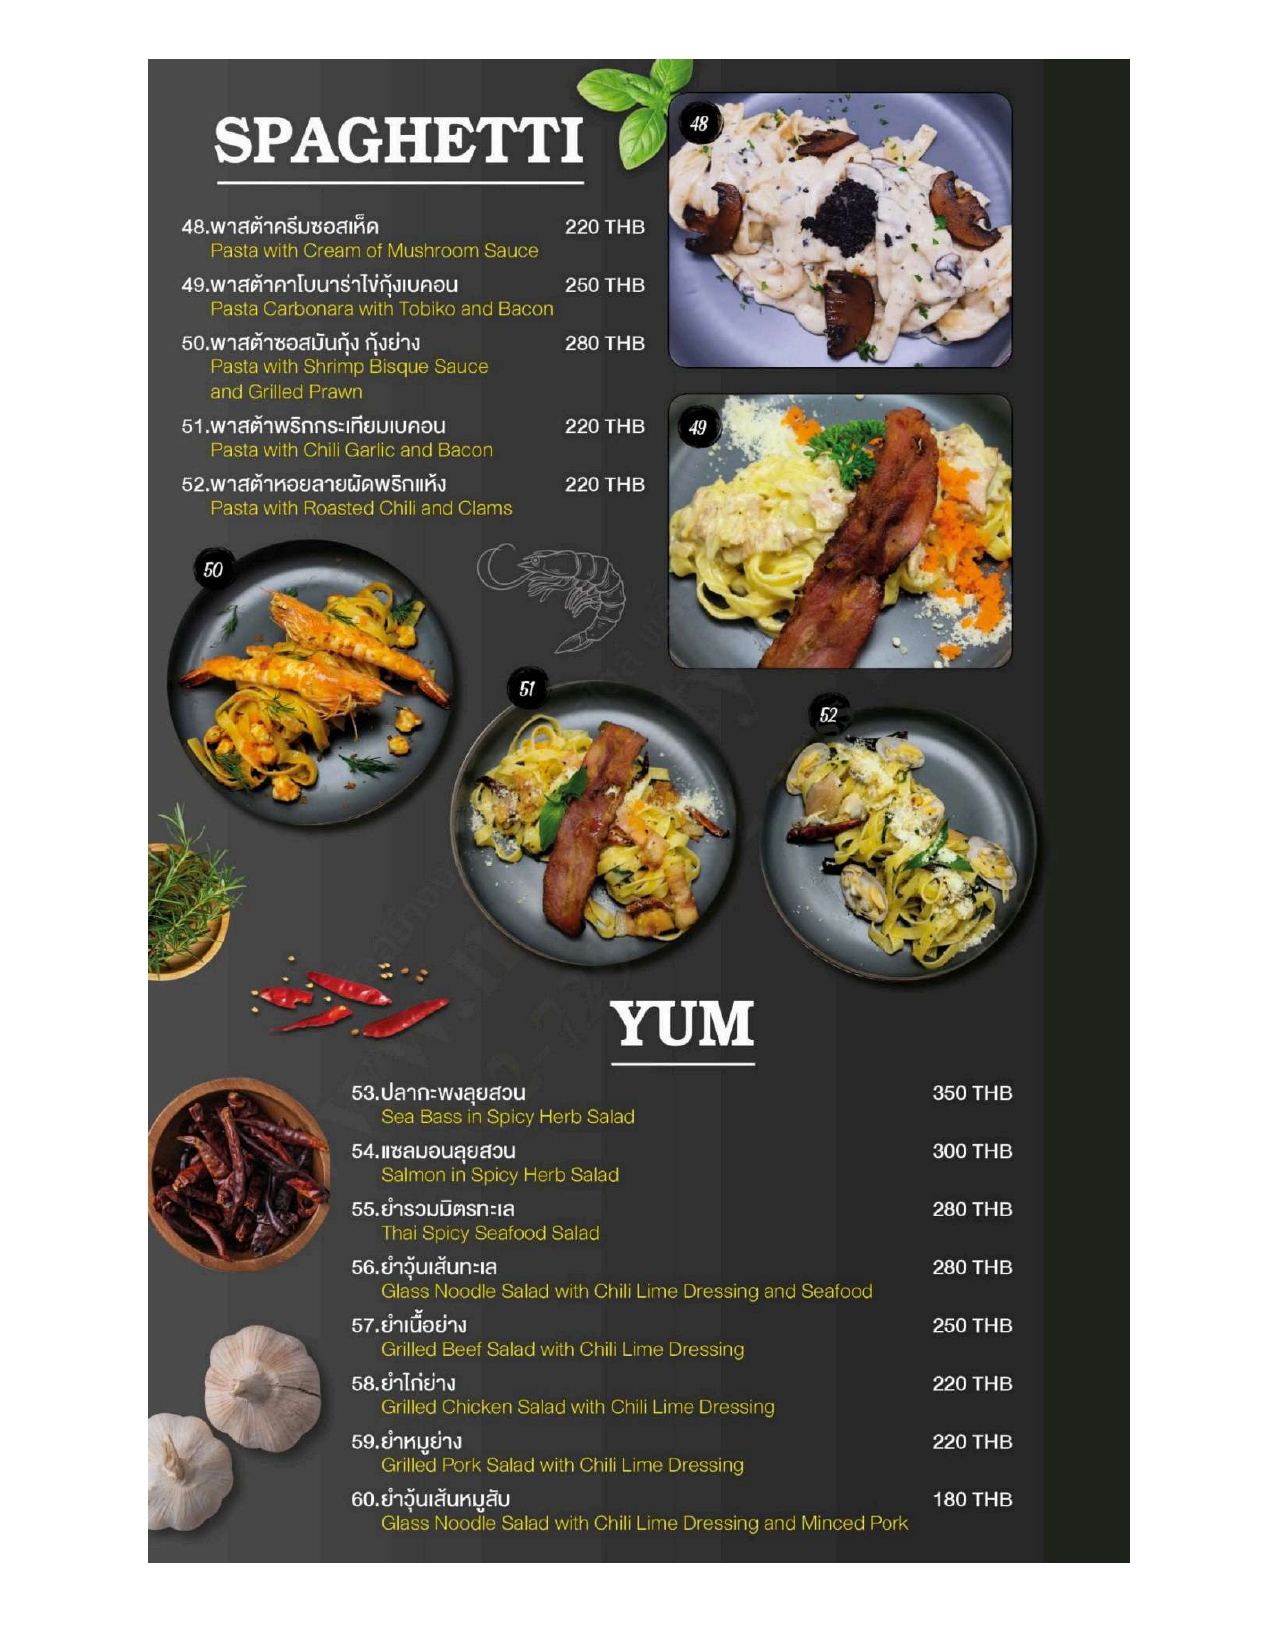 SPAGHETTI
48
48.พาสต้าครีมซอสเห็ด 220 THB
Pasta with Cream of Mushroom Sauce
49.พาสต้าคาโบนาร่าไข่กุ้งเบคอน 250 THB
Pasta Carbonara with Tobiko and Bacon
50.พาสต้าซอสมันกุ้ง กุ้งย่าง 280 THB
Pasta with Shrimp Bisque Sauce
and Grilled Prawn
51.พาสต้าพริกกระเทียมเบคอน 220 THB
Pasta with Chili Garlic and Bacon
52.พาสต้าหอยลายผัดพริกแห้ง 220 THB
Pasta with Roasted Chili and Clams
49
50
51
52
YUM
53.ปลากะพงลุยสวน 350 THB
Sea Bass in Spicy Herb Salad
54.แซลมอนลุยสวน 300 THB
Salmon in Spicy Herb Salad
55.ยำรวมมิตรทะเล 280 THB
Thai Spicy Seafood Salad
56.ยำวุ้นเส้นทะเล 280 THB
Glass Noodle Salad with Chili Lime Dressing and Seafood
57.ยำเนื้อย่าง 250 THB
Grilled Beef Salad with Chili Lime Dressing
58.ยำไก่ย่าง 220 THB
Grilled Chicken Salad with Chili Lime Dressing
59.ยำหมูย่าง 220 THB
Grilled Pork Salad with Chili Lime Dressing
60.ยำวุ้นเส้นหมูสับ 180 THB
Glass Noodle Salad with Chili Lime Dressing and Minced Pork